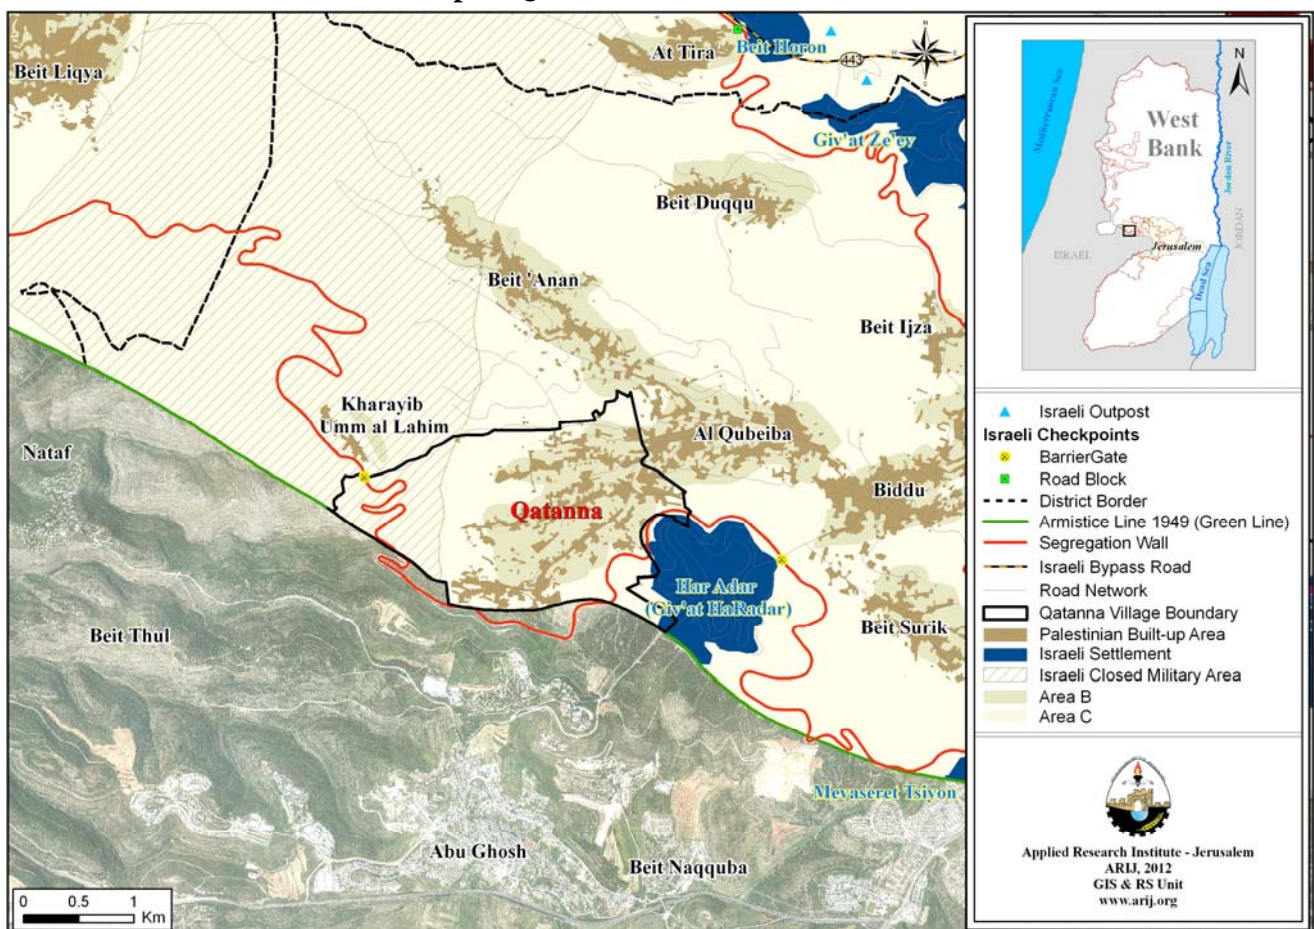 Beit Liqya
At Tira
Beit Horon
443
N
W
E
S
Giv'at Ze'ev
Beit Duqqu
Beit 'Anan
Beit Ijza
Kharayib
Umm al Lahim
Al Qubeiba
Nataf
Biddu
Qatanna
Har Adar
(Giv'at HaRadar)
Beit Surik
Beit Thul
Mevaseret Tsiyon
Abu Ghosh
Beit Naqquba
0 0.5 1
Km
N
Mediterranean Sea
West
Bank
Jordan River
JORDAN
ISRAEL
Jerusalem
Dead Sea
Israeli Outpost
Israeli Checkpoints
BarrierGate
Road Block
District Border
Armistice Line 1949 (Green Line)
Segregation Wall
Israeli Bypass Road
Road Network
Qatanna Village Boundary
Palestinian Built-up Area
Israeli Settlement
Israeli Closed Military Area
Area B
Area C
Applied Research Institute - Jerusalem
ARIJ, 2012
GIS & RS Unit
www.arij.org